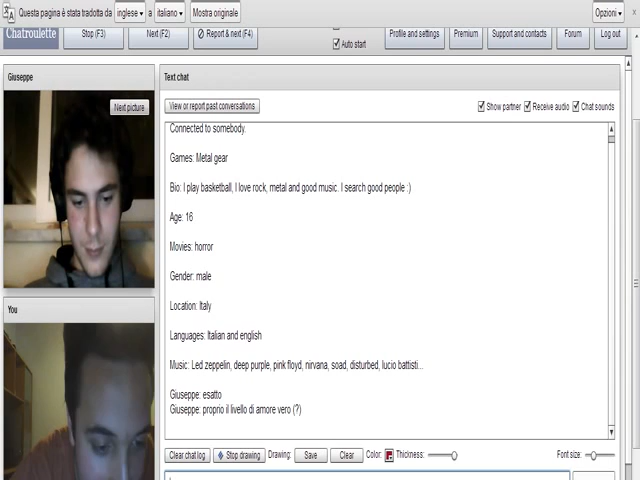 Questa pagina è stata tradotta da inglese a italiano Mostra originale Opzioni x
Chatroulette Stop (F3) Next (F2) Report & next (F4) Auto start Profile and settings Premium Support and contacts Forum Log out
Giuseppe
Next picture
You
Text chat
View or report past conversations Show partner Receive audio Chat sounds
Connected to somebody.
Games: Metal gear
Bio: I play basketball, I love rock, metal and good music. I search good people :)
Age: 16
Movies: horror
Gender: male
Location: Italy
Languages: Italian and english
Music: Led zeppelin, deep purple, pink floyd, nirvana, soad, disturbed, lucio battisti...
Giuseppe: esatto
Giuseppe: proprio il livello di amore vero (?)
Clear chat log Stop drawing Drawing: Save Clear Color: Thickness: Font size: